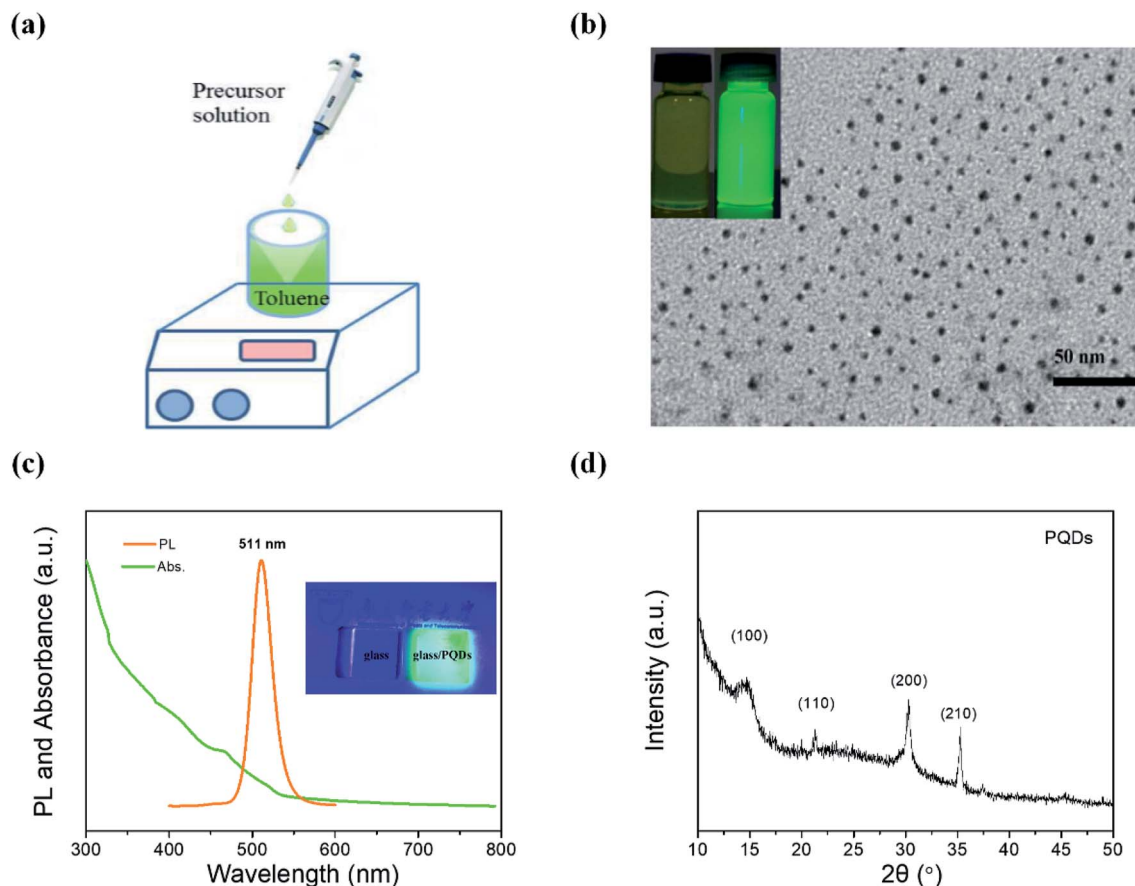 (a)
Precursor
solution
Toluene
(b)
50 nm
(c)
PL and Absorbance (a.u.)
PL
Abs.
511 nm
glass
glass/PQDs
300
400
500
600
700
800
Wavelength (nm)
(d)
Intensity (a.u.)
PQDs
(100)
(110)
(200)
(210)
10
15
20
25
30
35
40
45
50
2θ (°)